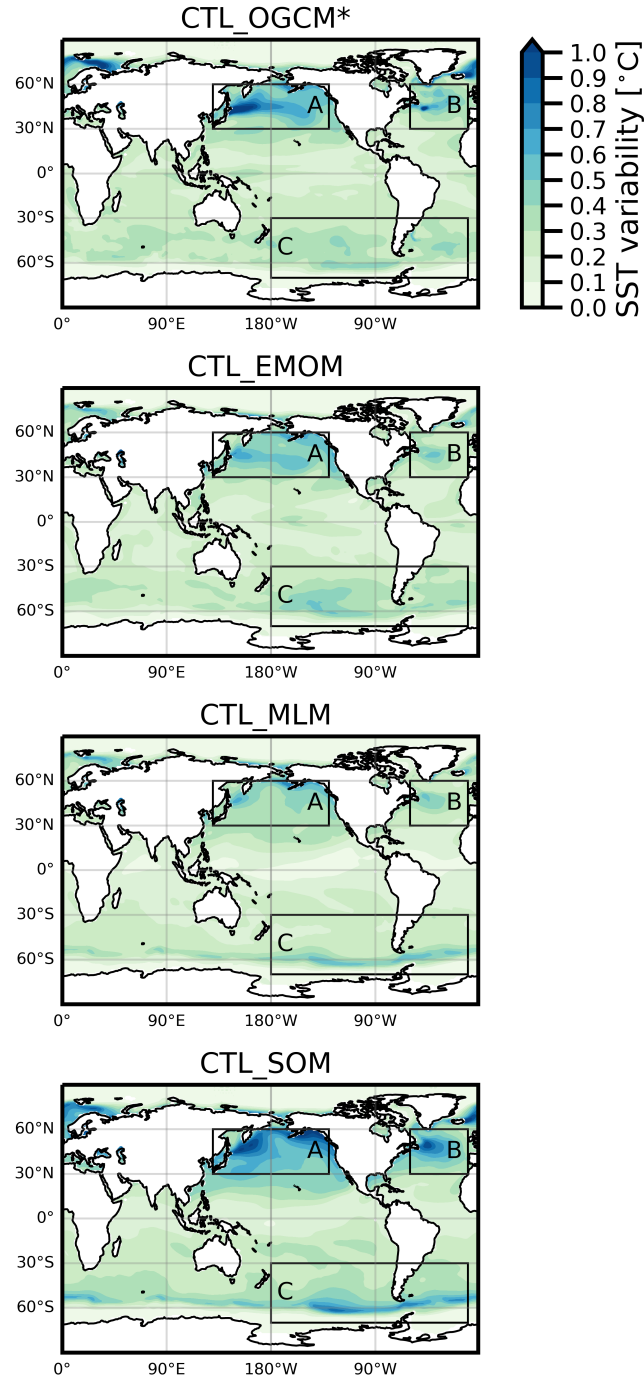 CTL_OGCM*
60°N
30°N
0°
30°S
60°S
A
B
C
0° 90°E 180°W 90°W
1.0
0.9
0.8
0.7
0.6
0.5
0.4
0.3
0.2
0.1
0.0
SST variability [°C]
CTL_EMOM
60°N
30°N
0°
30°S
60°S
A
B
C
0° 90°E 180°W 90°W
CTL_MLM
60°N
30°N
0°
30°S
60°S
A
B
C
0° 90°E 180°W 90°W
CTL_SOM
60°N
30°N
0°
30°S
60°S
A
B
C
0° 90°E 180°W 90°W